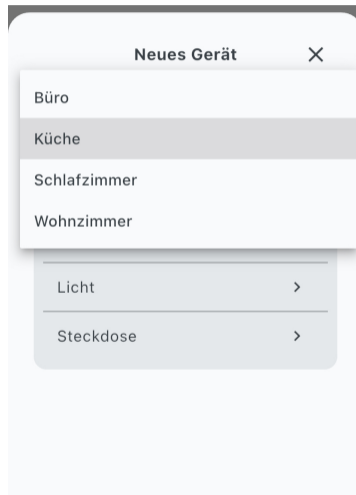 Neues Gerät
Büro
Küche
Schlafzimmer
Wohnzimmer
Licht
Steckdose